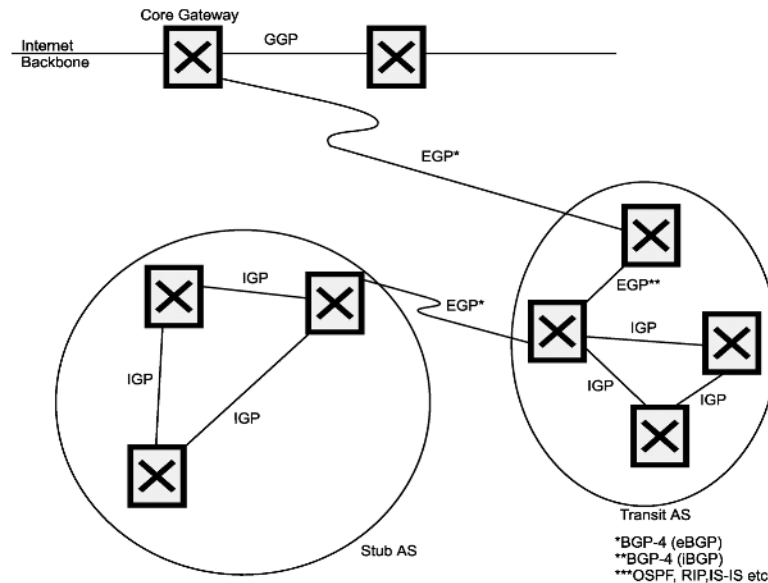 Core Gateway
Internet
Backbone
GGP
EGP*
EGP**
IGP
EGP*
IGP
IGP
IGP
IGP
IGP
Transit AS
Stub AS
*BGP-4 (eBGP)
**BGP-4 (iBGP)
***OSPF, RIP,IS-IS etc